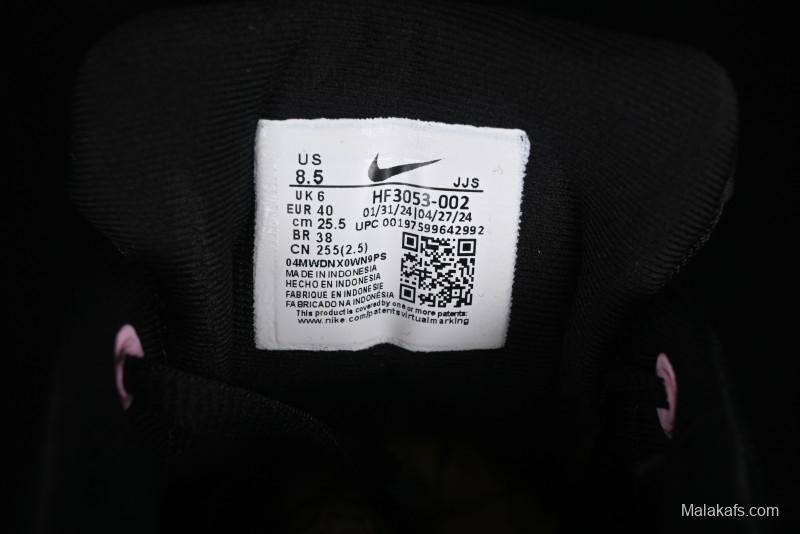 US
8.5
JJS
UK 6
HF3053-002
EUR 40
01/31/24|04/27/24
cm 25.5
UPC 00197599642992
BR 38
CN 255(2.5)
04MWDNX0WN9PS
MADE IN INDONESIA
HECHO EN INDONESIA
FABRIQUE EN INDONESIE
FABRICADO NA INDONÉSIA
This product is covered by one or more patents:
www.nike.com/patentsvirtualmarking
Malakafs.com